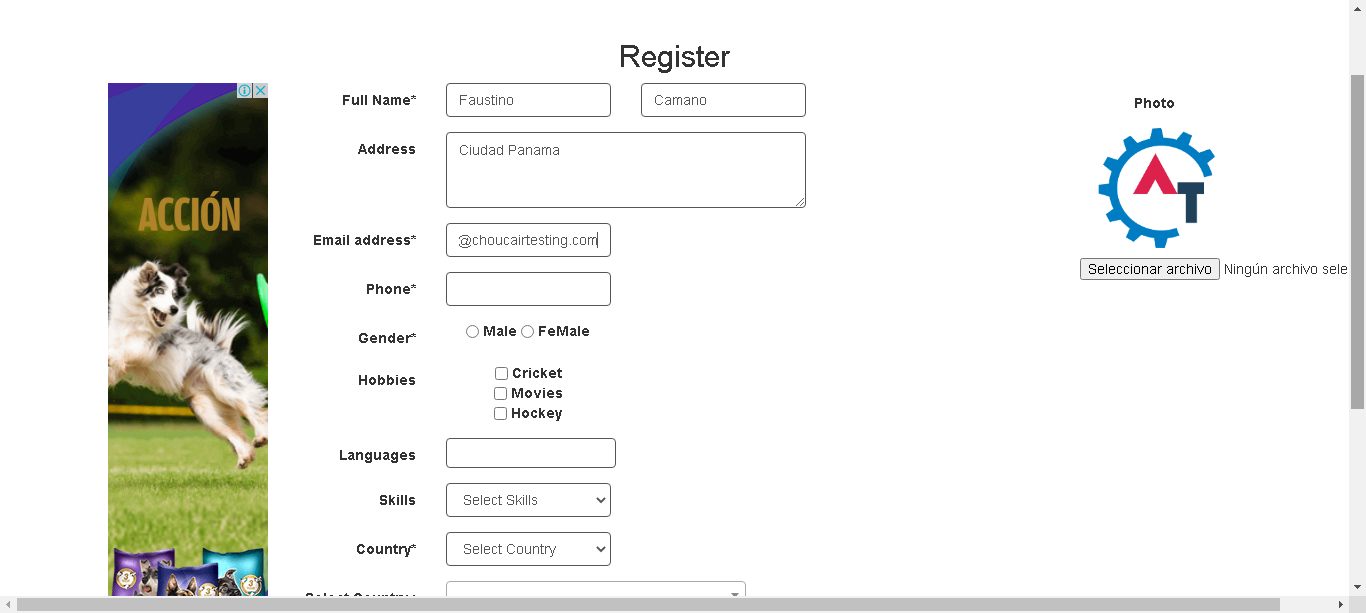 Register
Full Name*
Faustino
Camano
Photo
Address
Ciudad Panama
ACCIÓN
AT
Email address*
@choucairtesting.com
Seleccionar archivo
Ningún archivo sele
Phone*
Gender*
Male
FeMale
Hobbies
Cricket
Movies
Hockey
Languages
Skills
Select Skills
Country*
Select Country
Select Country: